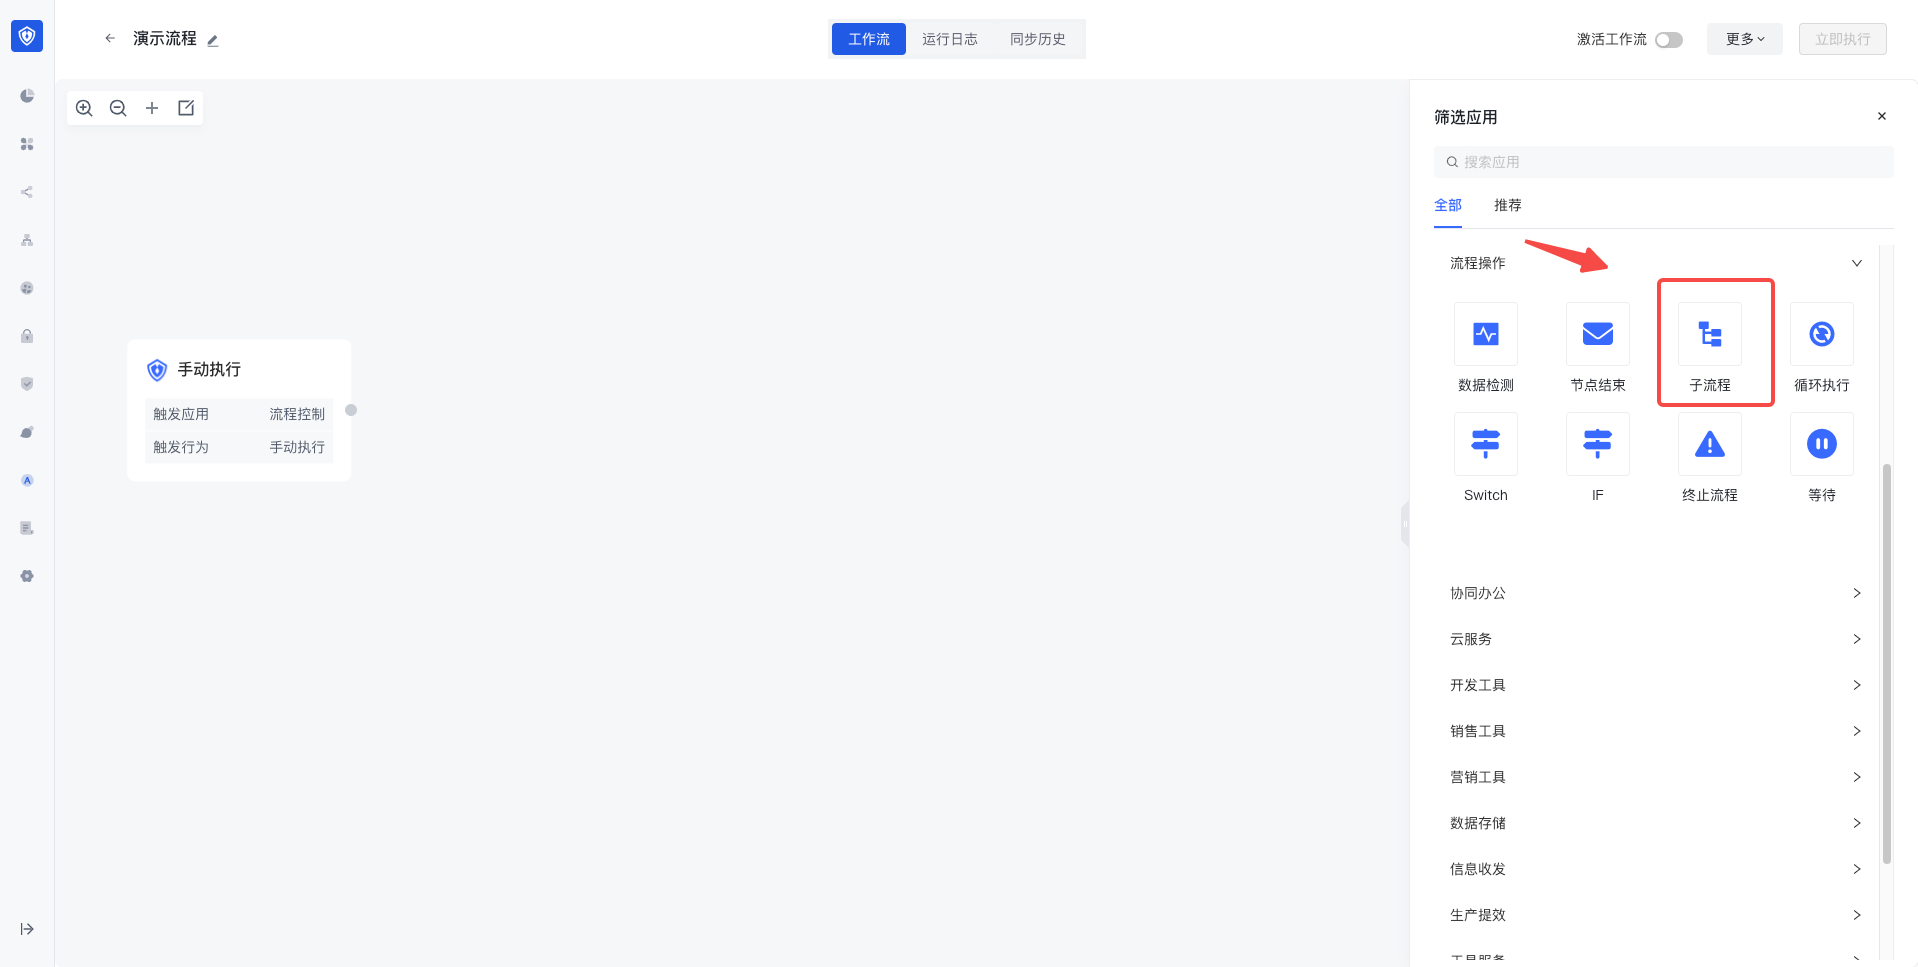 演示流程
工作流 运行日志 同步历史
激活工作流 更多 立即执行
手动执行
触发应用 流程控制
触发行为 手动执行
筛选应用
搜索应用
全部 推荐
流程操作
数据检测 节点结束 子流程 循环执行
Switch IF 终止流程 等待
协同办公
云服务
开发工具
销售工具
营销工具
数据存储
信息收发
生产提效